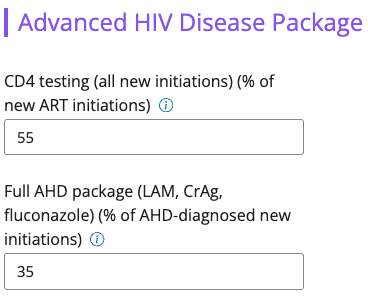 Advanced HIV Disease Package
CD4 testing (all new initiations) (% of
new ART initiations)
55
Full AHD package (LAM, CrAg,
fluconazole) (% of AHD-diagnosed new
initiations)
35